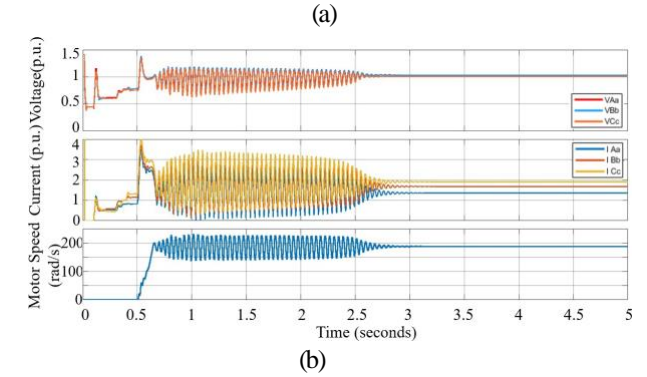 (a)
1.5
1
0.5
0
Voltage(p.u.)
VAa
VBb
VCc
4
3
2
1
0
Current (p.u.)
I Aa
I Bb
I Cc
200
100
0
Motor Speed
(rad/s)
0 0.5 1 1.5 2 2.5 3 3.5 4 4.5 5
Time (seconds)
(b)